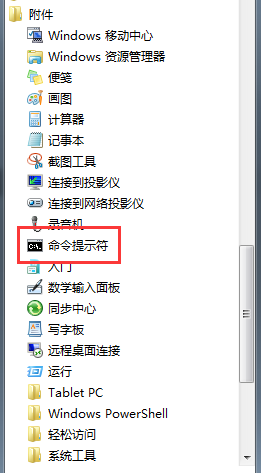 附件
Windows 移动中心
Windows 资源管理器
便笺
画图
计算器
记事本
截图工具
连接到投影仪
连接到网络投影仪
录音机
C:\.
命令提示符
入门
数学输入面板
同步中心
写字板
远程桌面连接
运行
Tablet PC
Windows PowerShell
轻松访问
系统工具